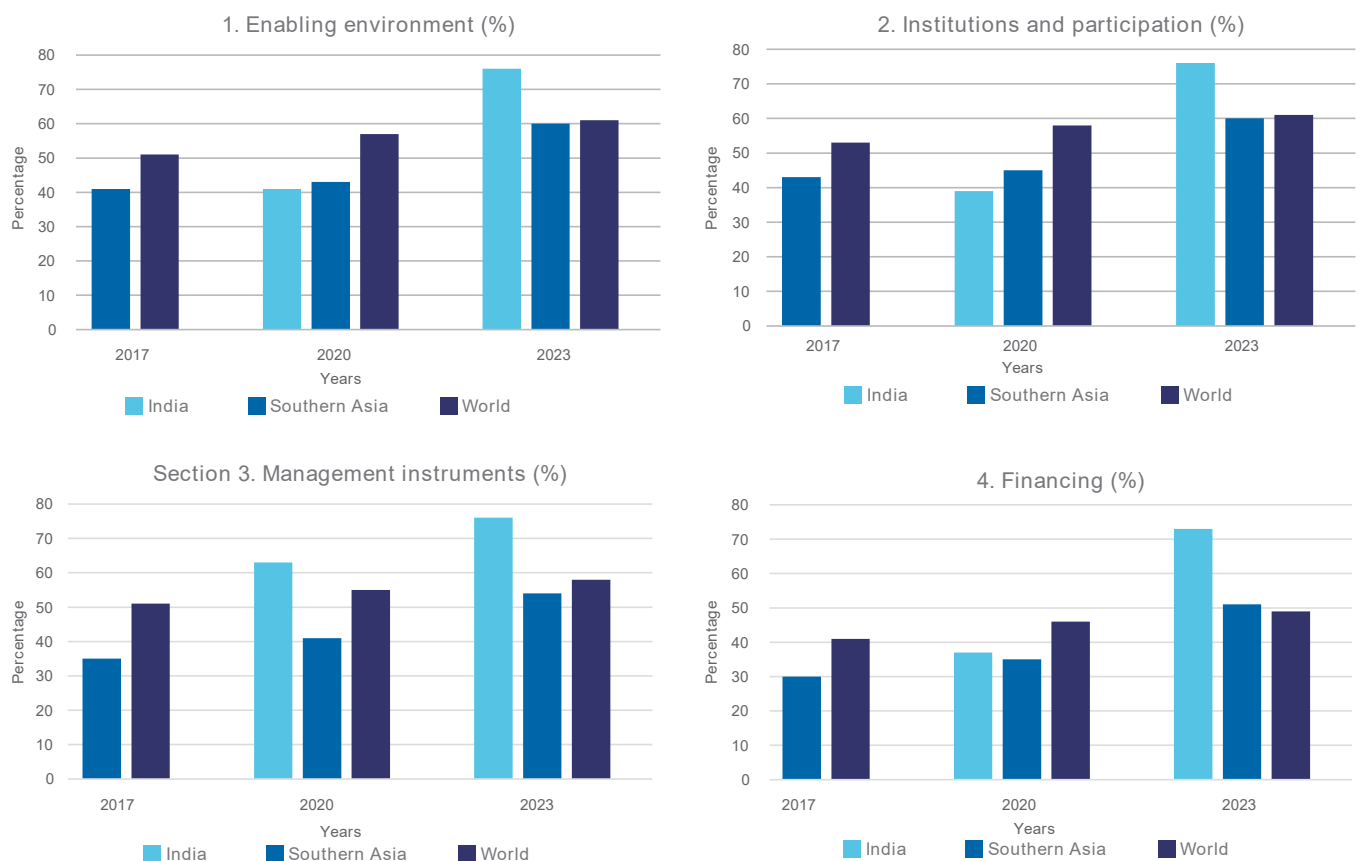 1. Enabling environment (%)
80
70
60
50
40
30
20
10
0
Percentage
2017 2020 2023
Years
India Southern Asia World
2. Institutions and participation (%)
80
70
60
50
40
30
20
10
0
Percentage
2017 2020 2023
Years
India Southern Asia World
Section 3. Management instruments (%)
80
70
60
50
40
30
20
10
0
Percentage
2017 2020 2023
Years
India Southern Asia World
4. Financing (%)
80
70
60
50
40
30
20
10
0
Percentage
2017 2020 2023
Years
India Southern Asia World